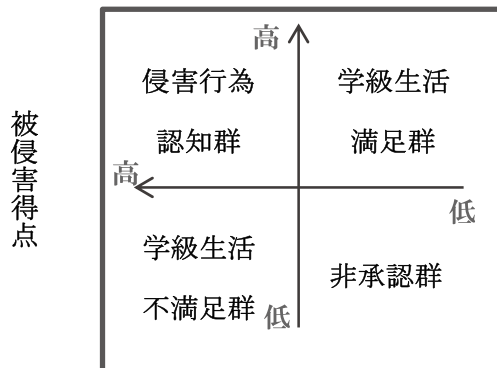 被侵害得点
高
侵害行為
認知群
学級生活
満足群
高
低
学級生活
不満足群
非承認群
低